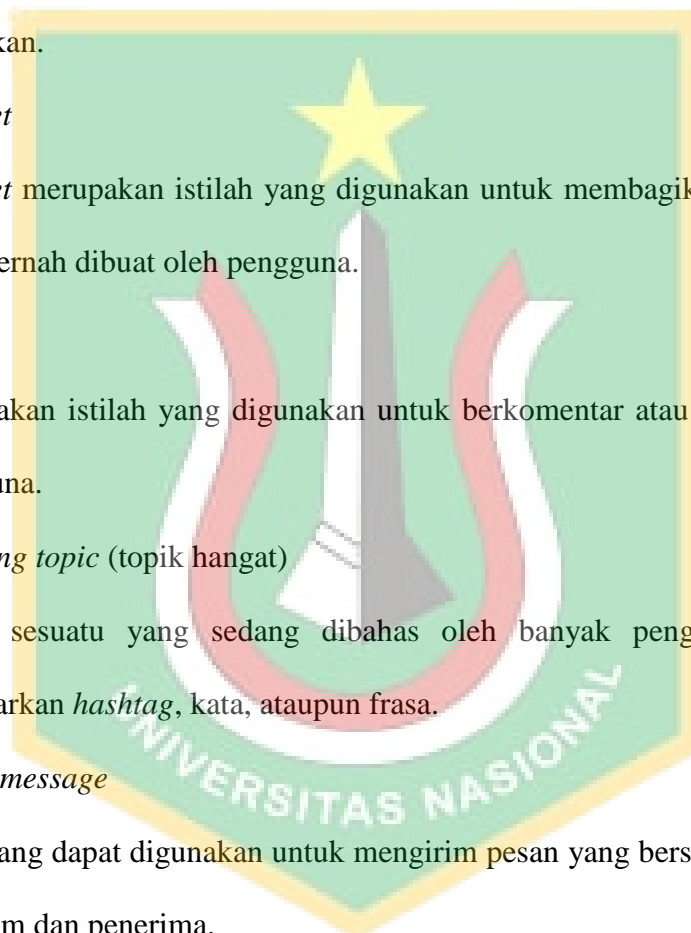 kan.
et
et merupakan istilah yang digunakan untuk membagik
ernah dibuat oleh pengguna.
akan istilah yang digunakan untuk berkomentar atau
una.
ng topic (topik hangat)
sesuatu yang sedang dibahas oleh banyak peng
arkan hashtag, kata, ataupun frasa.
message
ang dapat digunakan untuk mengirim pesan yang bers
m dan penerima.
UNIVERSITAS NASIONAL